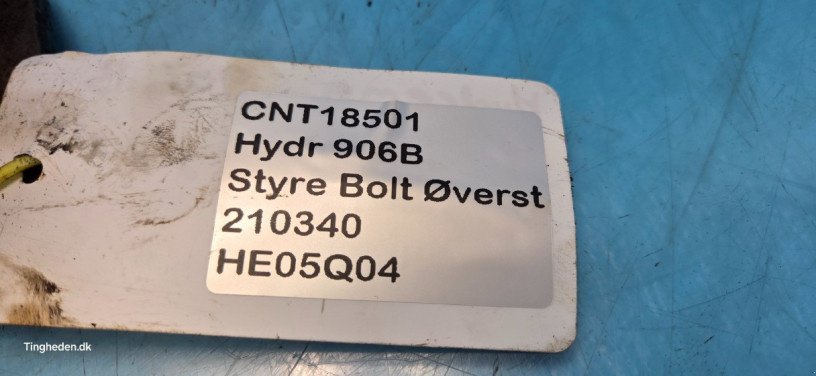 CNT18501
Hydr 906B
Styre Bolt Øverst
210340
HE05Q04
Tingheden.dk